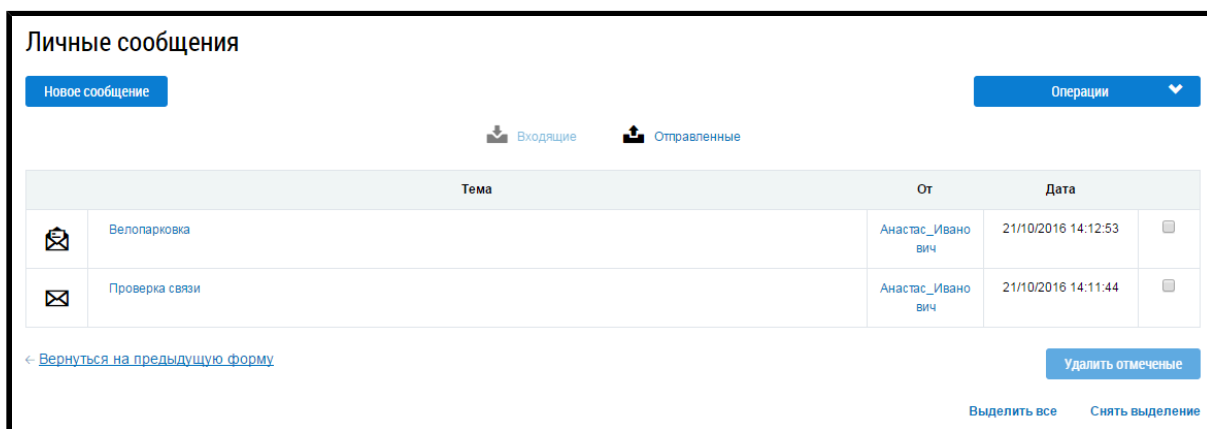 Личные сообщения
Новое сообщение
Операции
Входящие
Отправленные
Тема От Дата
Велопарковка Анастас_Ивано 21/10/2016 14:12:53
вич
Проверка связи Анастас_Ивано 21/10/2016 14:11:44
вич
← Вернуться на предыдущую форму
Удалить отмеченые
Выделить все Снять выделение